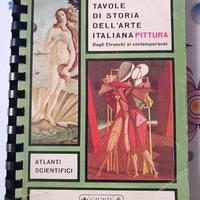 TAVOLE
DI STORIA
DELL'ARTE
ITALIANA PITTURA
Dagli Etruschi ai contemporanei
ATLANTI
SCIENTIFICI
GIUNTI